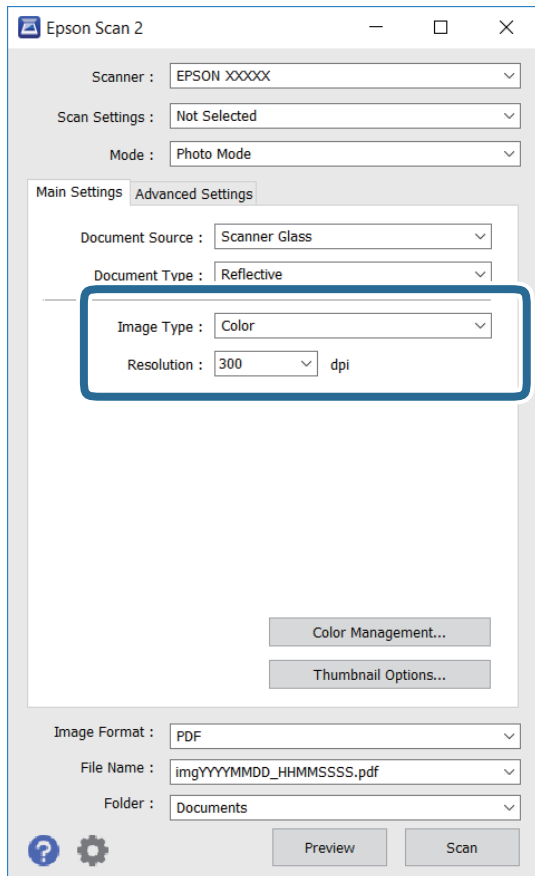 Epson Scan 2
Scanner : EPSON XXXXX
Scan Settings : Not Selected
Mode : Photo Mode
Main Settings Advanced Settings
Document Source : Scanner Glass
Document Type : Reflective
Image Type : Color
Resolution : 300 dpi
Color Management...
Thumbnail Options...
Image Format : PDF
File Name : imgYYYYMMDD_HHMMSSSS.pdf
Folder : Documents
? Preview Scan